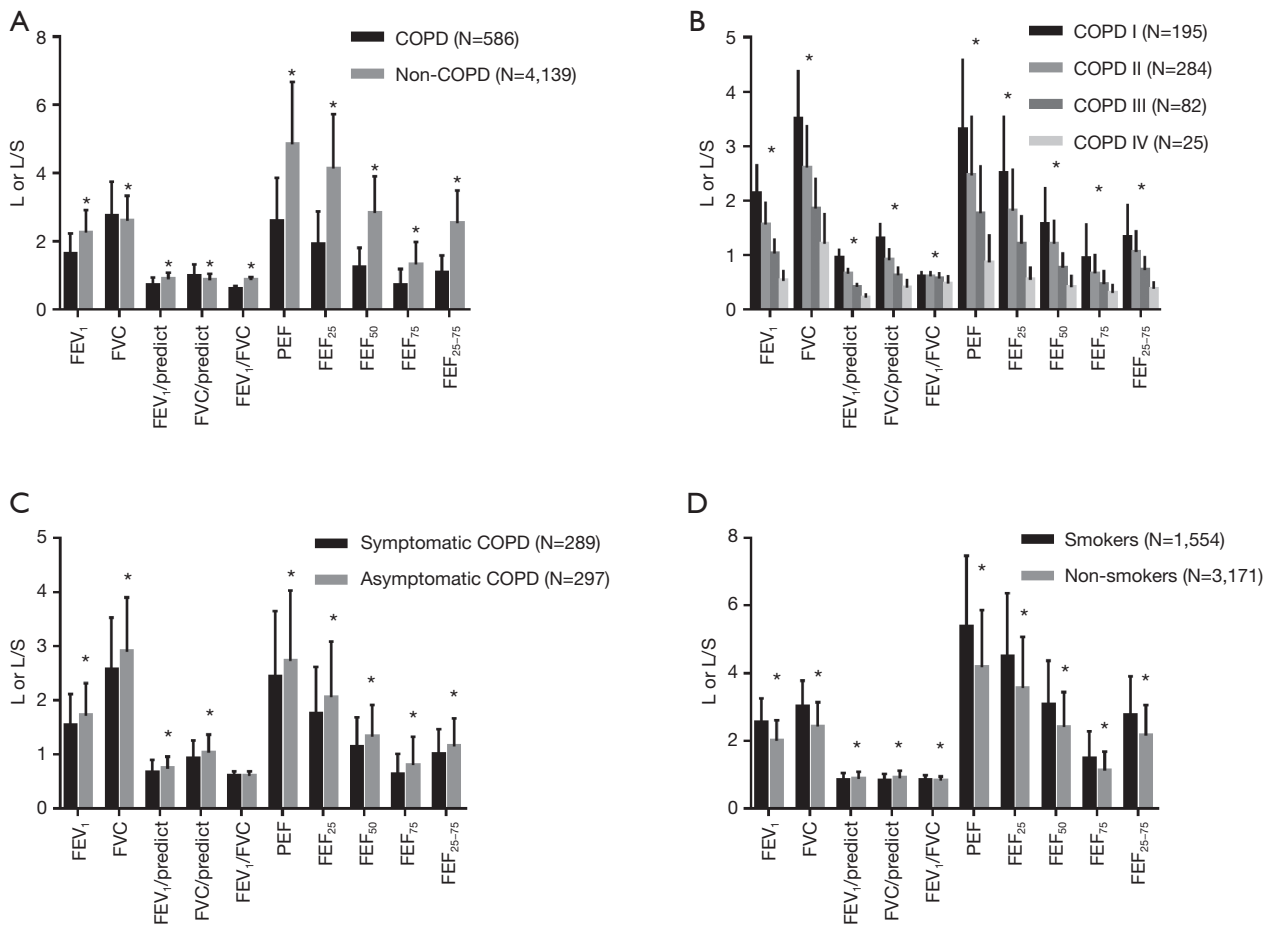 A
8
6
4
2
0
L or L/S
COPD (N=586)
Non-COPD (N=4,139)
* * * * * * * * * *
FEV₁
FVC
FEV₁/predict
FVC/predict
FEV₁/FVC
PEF
FEF₂₅
FEF₅₀
FEF₇₅
FEF₂₅₋₇₅
B
5
4
3
2
1
0
L or L/S
COPD I (N=195)
COPD II (N=284)
COPD III (N=82)
COPD IV (N=25)
* * * * * * * * * *
FEV₁
FVC
FEV₁/predict
FVC/predict
FEV₁/FVC
PEF
FEF₂₅
FEF₅₀
FEF₇₅
FEF₂₅₋₇₅
C
5
4
3
2
1
0
L or L/S
Symptomatic COPD (N=289)
Asymptomatic COPD (N=297)
* * * * * * * * *
FEV₁
FVC
FEV₁/predict
FVC/predict
FEV₁/FVC
PEF
FEF₂₅
FEF₅₀
FEF₇₅
FEF₂₅₋₇₅
D
8
6
4
2
0
L or L/S
Smokers (N=1,554)
Non-smokers (N=3,171)
* * * * * * * * * *
FEV₁
FVC
FEV₁/predict
FVC/predict
FEV₁/FVC
PEF
FEF₂₅
FEF₅₀
FEF₇₅
FEF₂₅₋₇₅